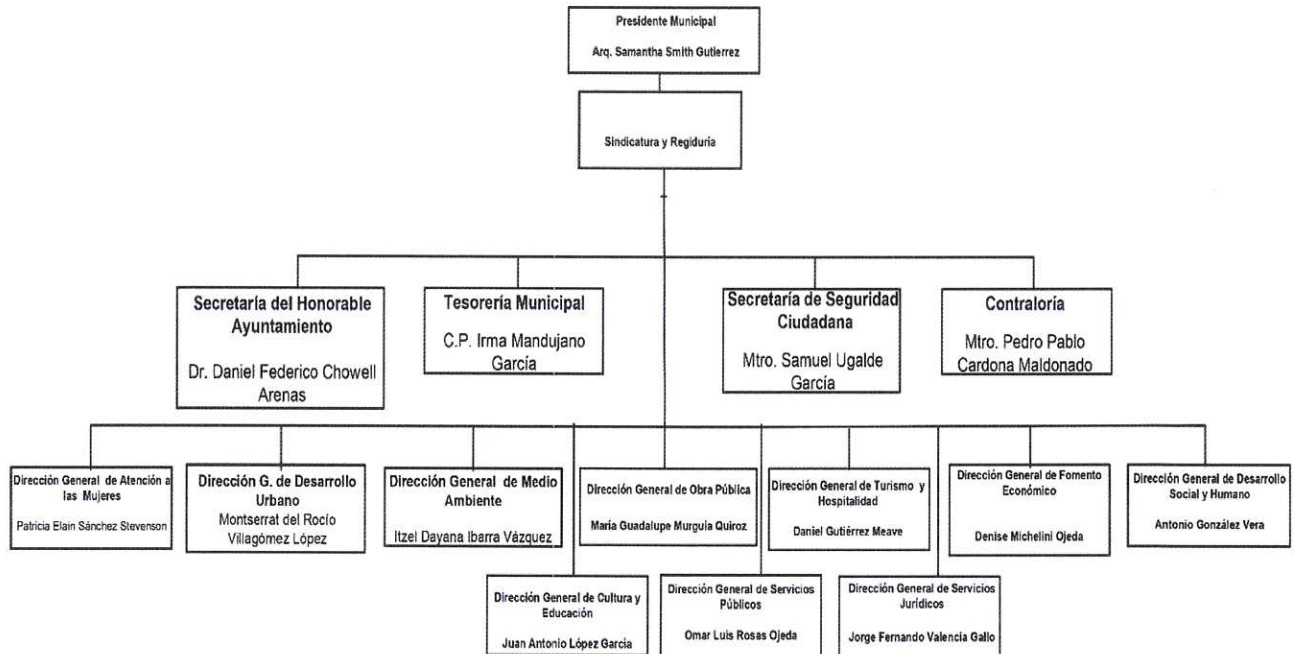 Presidente Municipal
Arq. Samantha Smith Gutierrez
Sindicatura y Regiduría
Secretaría del Honorable
Ayuntamiento
Dr. Daniel Federico Chowell
Arenas
Tesorería Municipal
C.P. Irma Mandujano
García
Secretaría de Seguridad
Ciudadana
Mtro. Samuel Ugalde
García
Contraloría
Mtro. Pedro Pablo
Cardona Maldonado
Dirección General de Atención a
las Mujeres
Patricia Elain Sánchez Stevenson
Dirección G. de Desarrollo
Urbano
Montserrat del Rocío
Villagómez López
Dirección General de Medio
Ambiente
Itzel Dayana Ibarra Vázquez
Dirección General de Obra Pública
Maria Guadalupe Murguia Quiroz
Dirección General de Turismo y
Hospitalidad
Daniel Gutiérrez Meave
Dirección General de Fomento
Económico
Denise Michelini Ojeda
Dirección General de Desarrollo
Social y Humano
Antonio González Vera
Dirección General de Cultura y
Educación
Juan Antonio López Garcia
Dirección General de Servicios
Públicos
Omar Luis Rosas Ojeda
Dirección General de Servicios
Jurídicos
Jorge Fernando Valencia Gallo